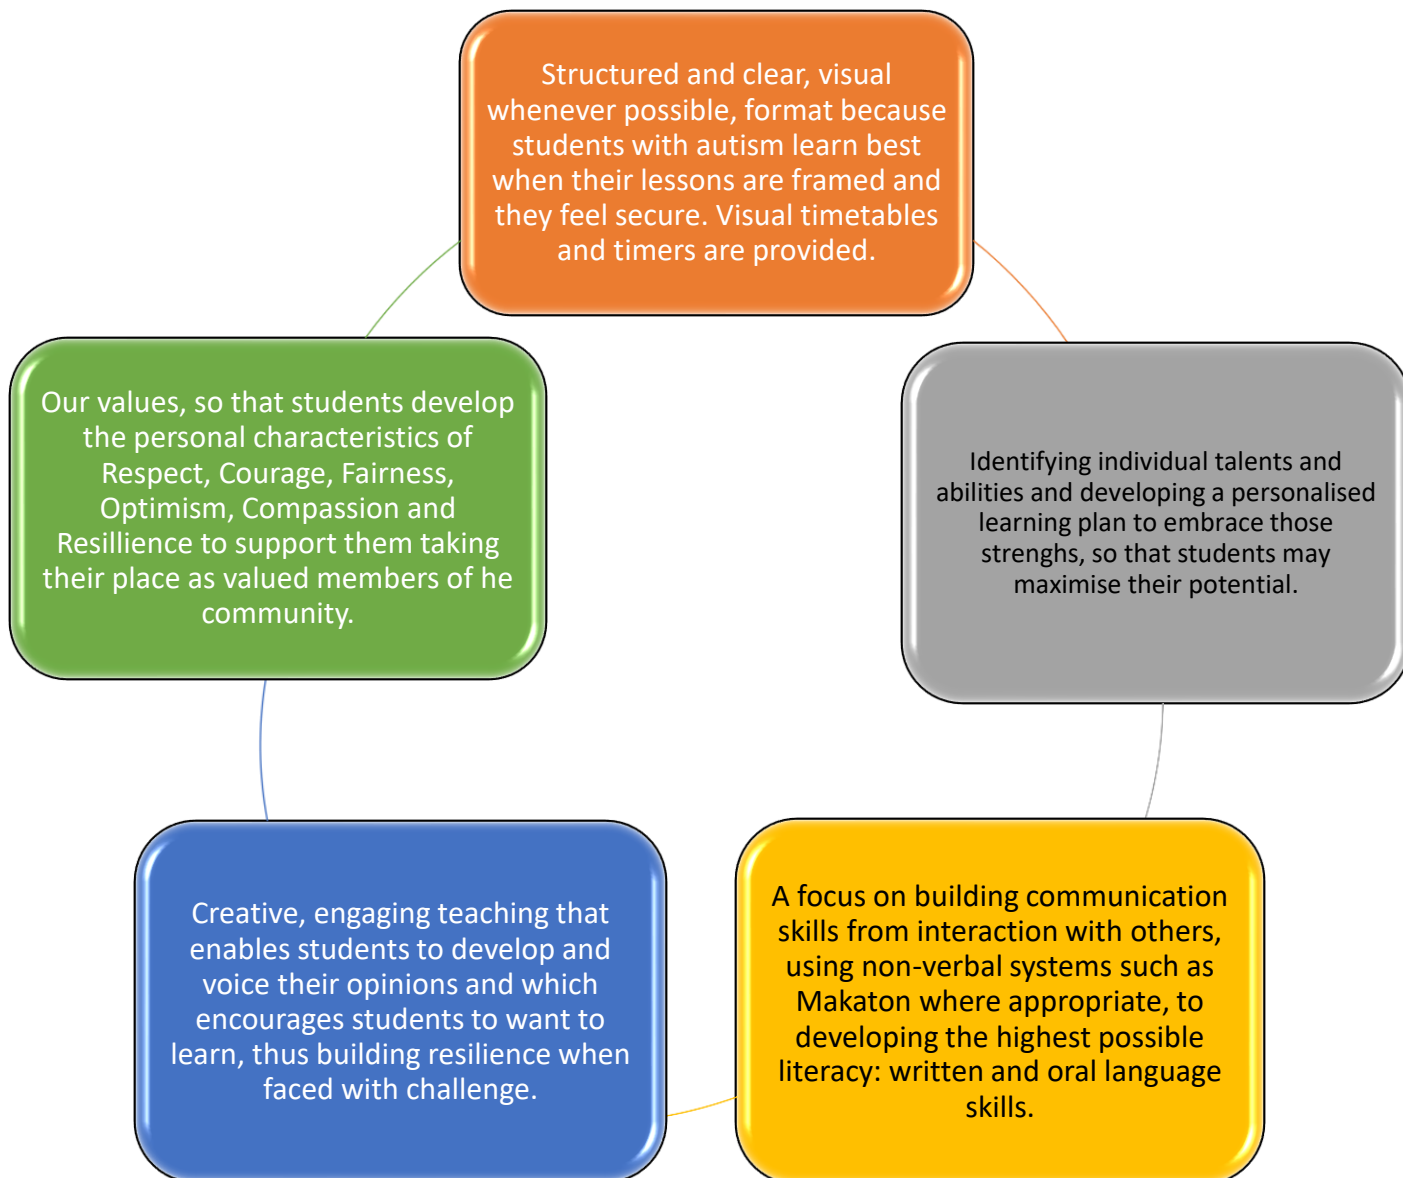 Structured and clear, visual
whenever possible, format because
students with autism learn best
when their lessons are framed and
they feel secure. Visual timetables
and timers are provided.
Identifying individual talents and
abilities and developing a personalised
learning plan to embrace those
strenghs, so that students may
maximise their potential.
A focus on building communication
skills from interaction with others,
using non-verbal systems such as
Makaton where appropriate, to
developing the highest possible
literacy: written and oral language
skills.
Creative, engaging teaching that
enables students to develop and
voice their opinions and which
encourages students to want to
learn, thus building resilience when
faced with challenge.
Our values, so that students develop
the personal characteristics of
Respect, Courage, Fairness,
Optimism, Compassion and
Resillience to support them taking
their place as valued members of he
community.